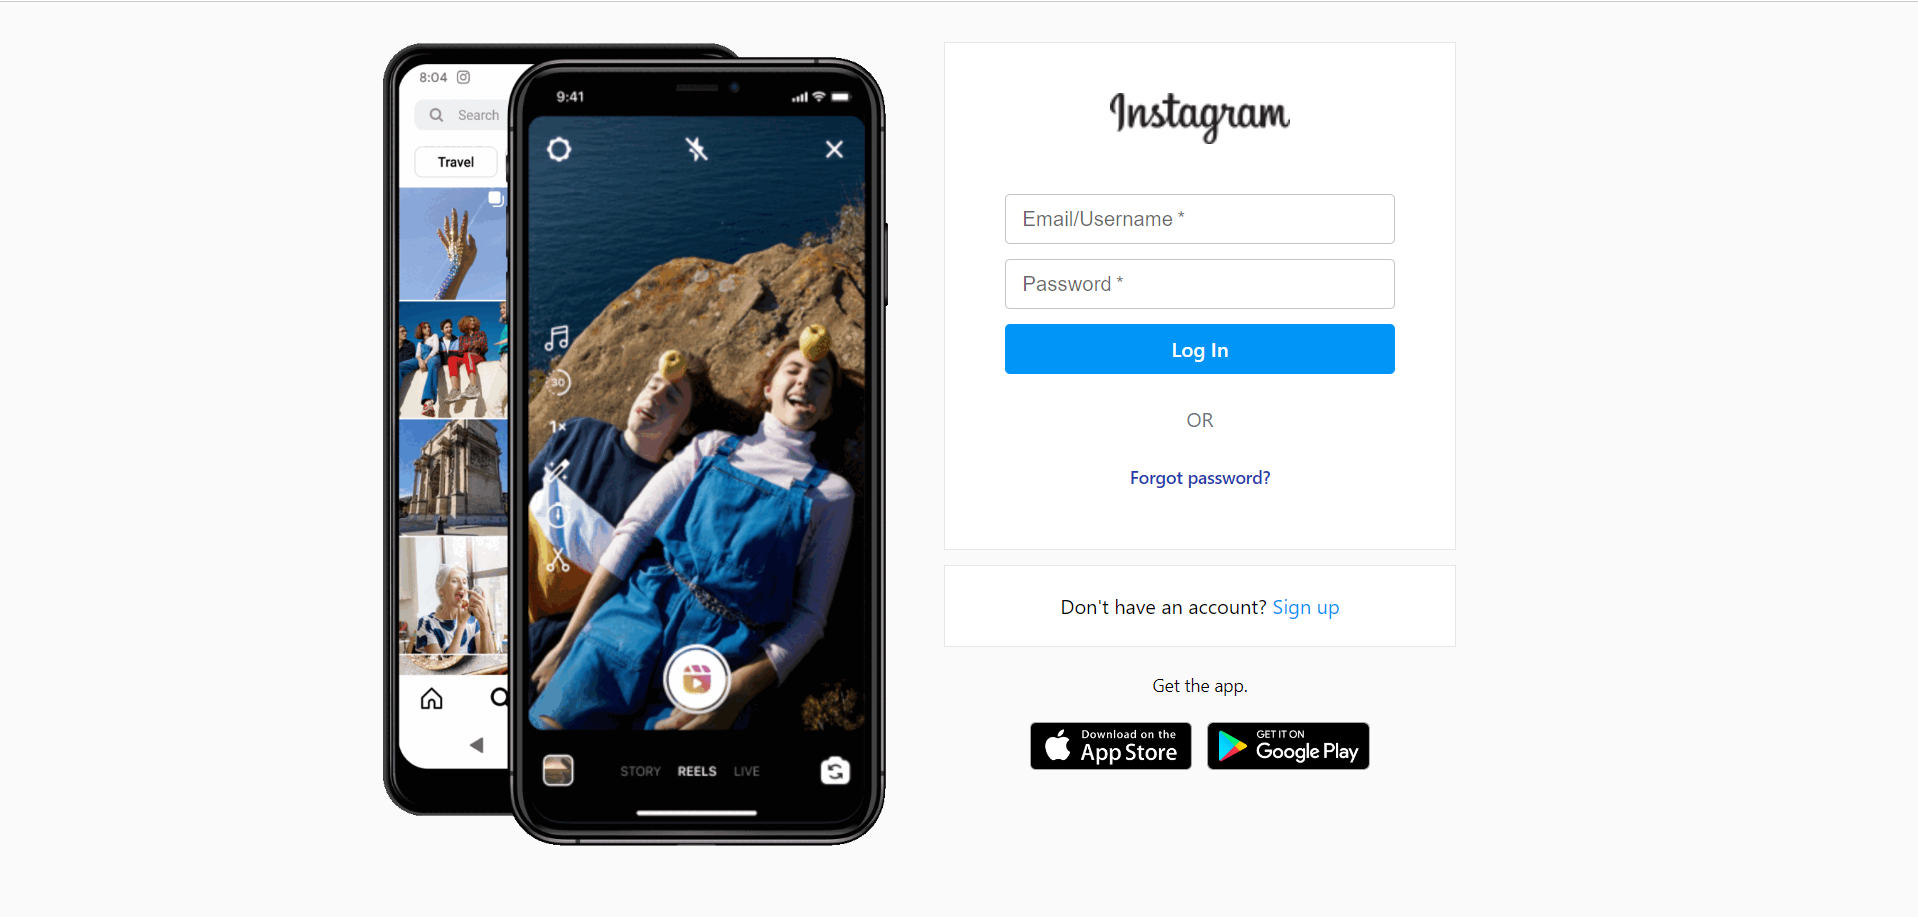 8:04
Search
Travel
9:41
30
1×
STORY REELS LIVE
Instagram
Email/Username *
Password *
Log In
OR
Forgot password?
Don't have an account? Sign up
Get the app.
Download on the
App Store
GET IT ON
Google Play